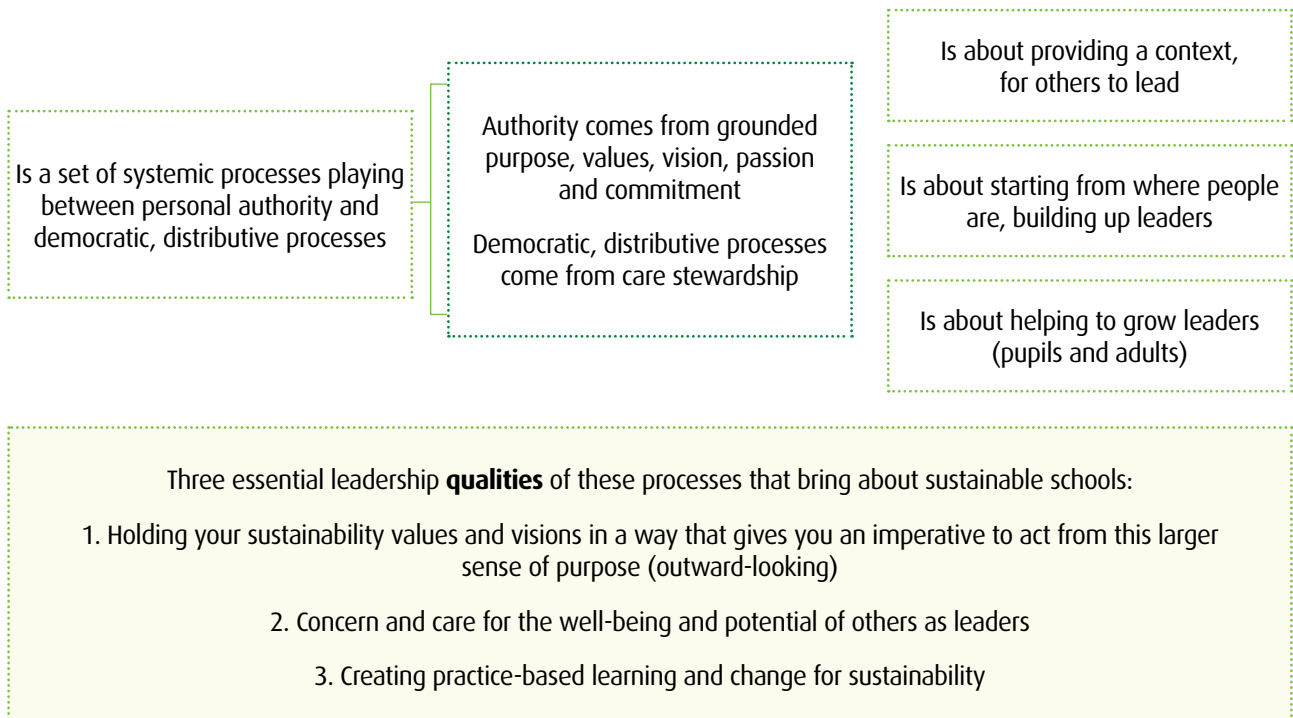 Is a set of systemic processes playing
between personal authority and
democratic, distributive processes
Authority comes from grounded
purpose, values, vision, passion
and commitment
Democratic, distributive processes
come from care stewardship
Is about providing a context,
for others to lead
Is about starting from where people
are, building up leaders
Is about helping to grow leaders
(pupils and adults)
Three essential leadership qualities of these processes that bring about sustainable schools:
1. Holding your sustainability values and visions in a way that gives you an imperative to act from this larger
sense of purpose (outward-looking)
2. Concern and care for the well-being and potential of others as leaders
3. Creating practice-based learning and change for sustainability